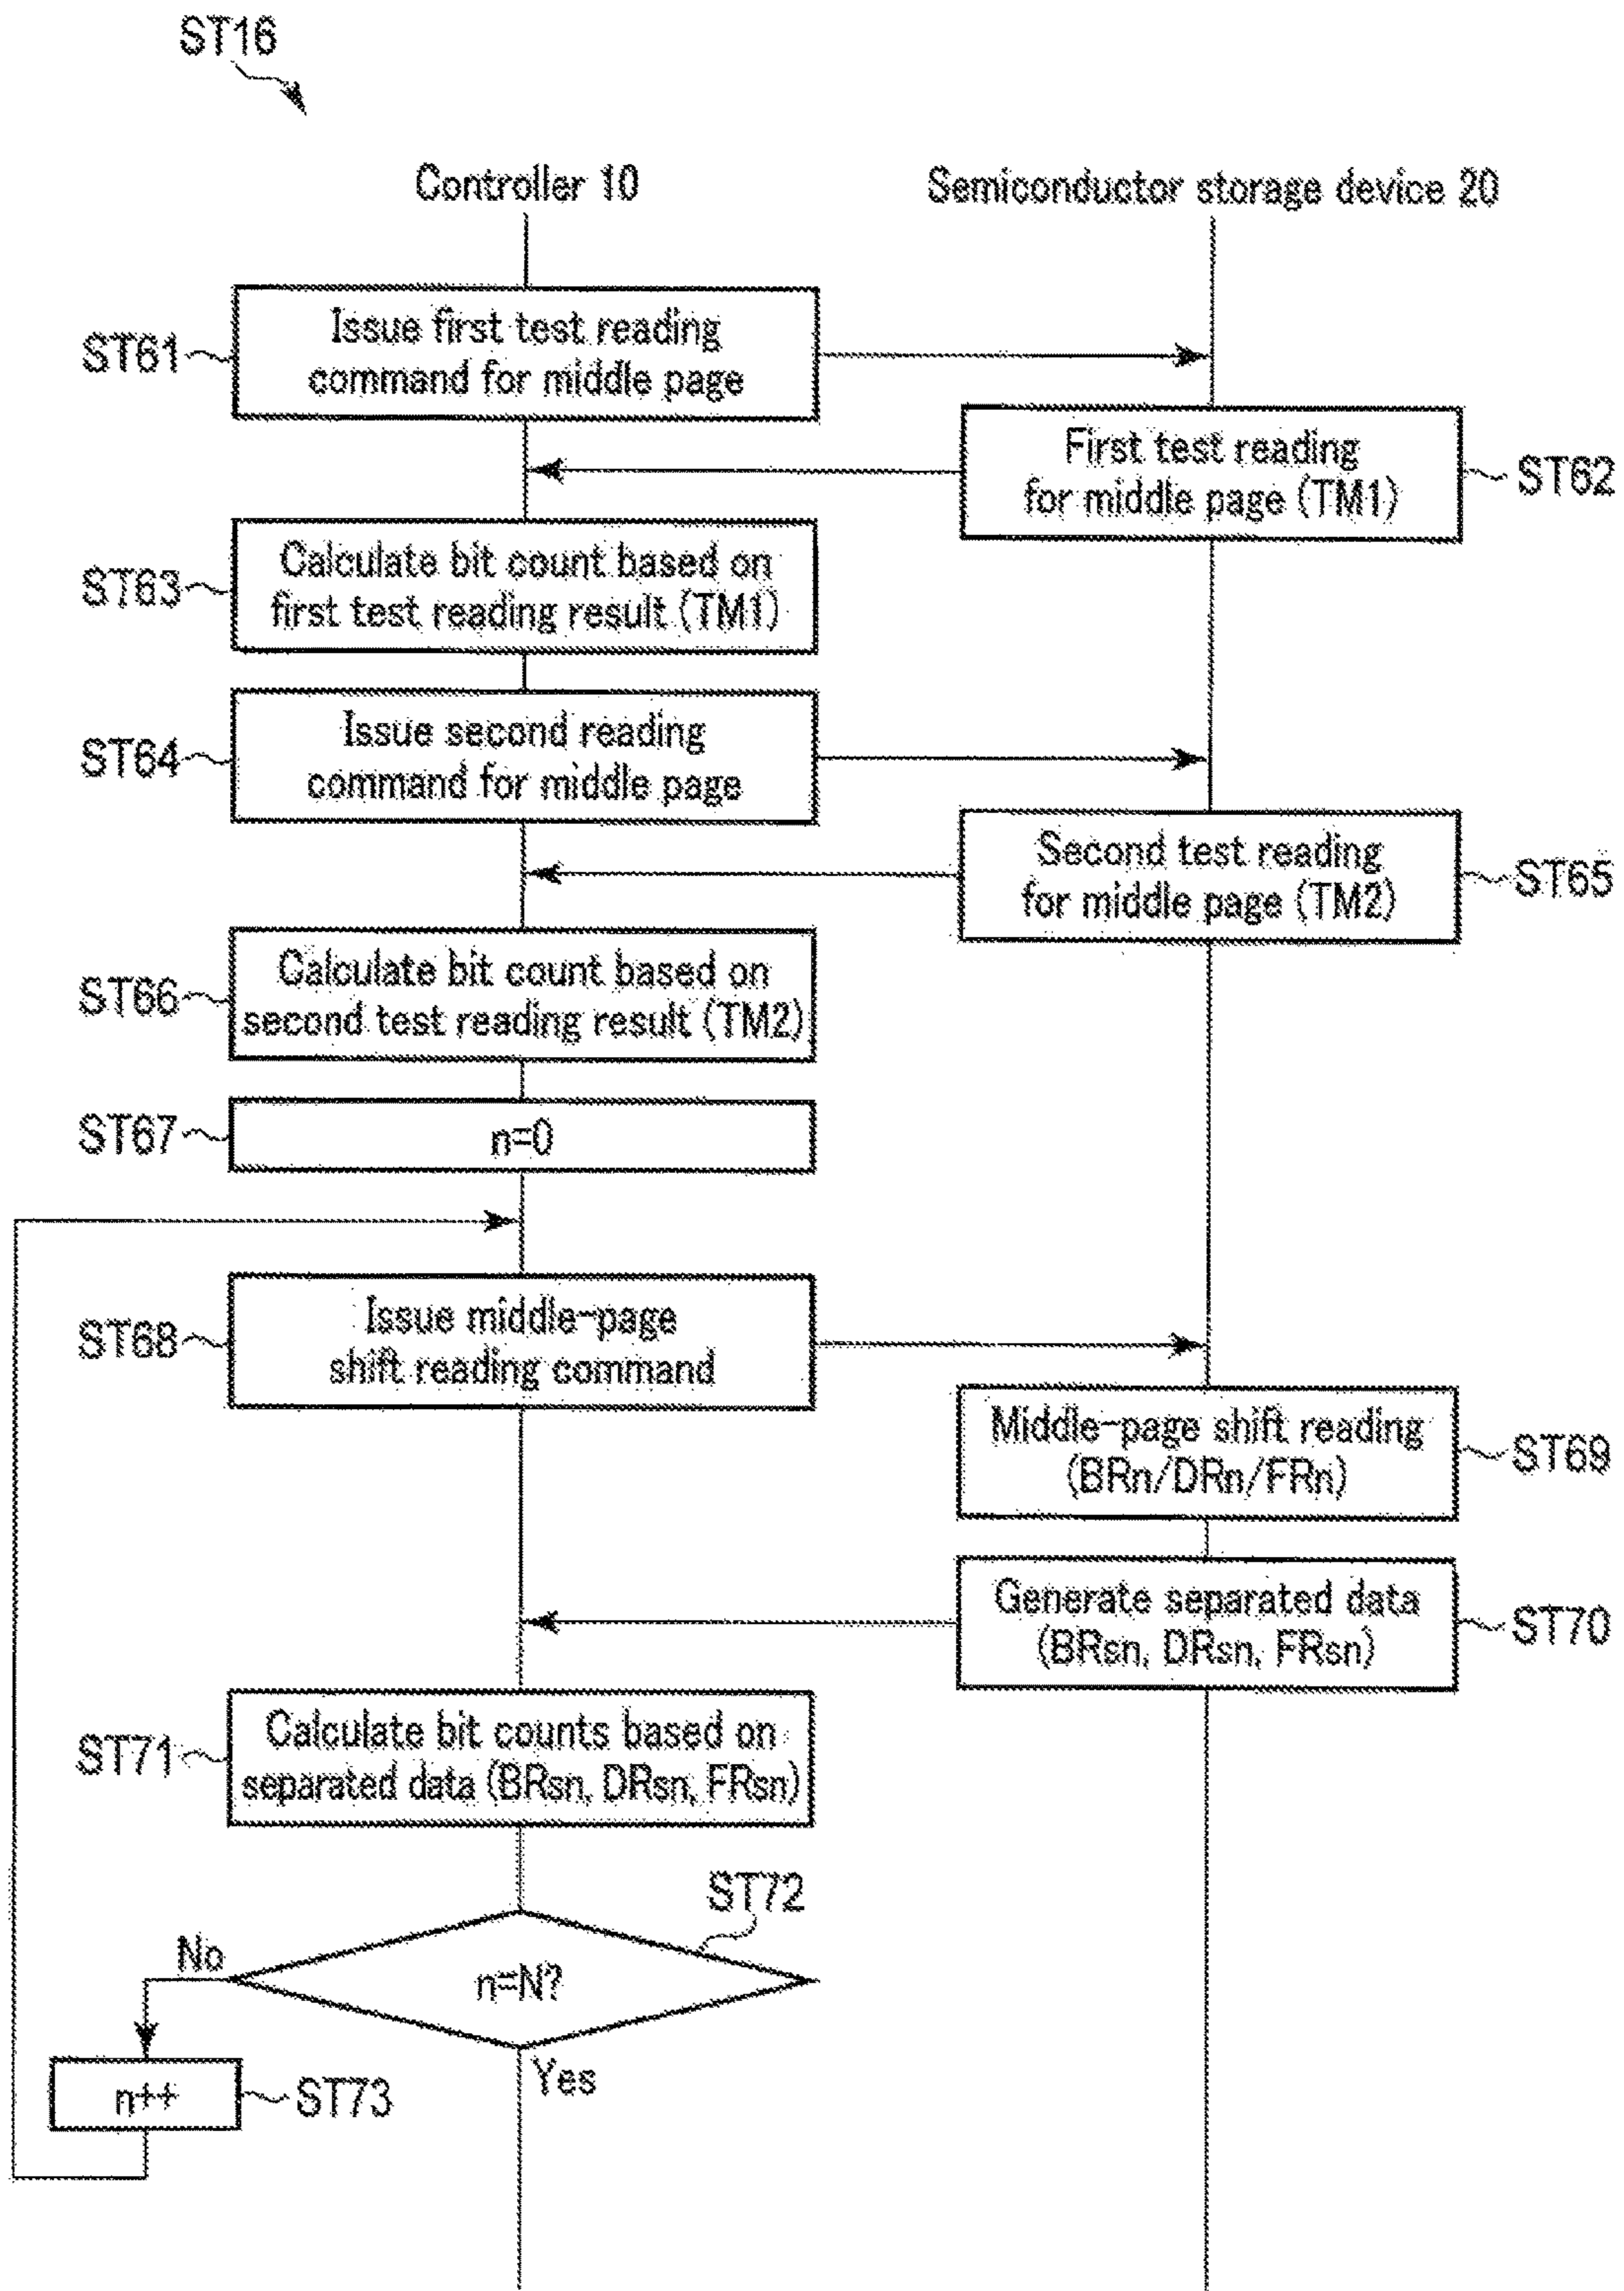 ST16
Controller 10
Semiconductor storage device 20
ST61
Issue first test reading
command for middle page
First test reading
for middle page (TM1)
ST62
ST63
Calculate bit count based on
first test reading result (TM1)
ST64
Issue second reading
command for middle page
Second test reading
for middle page (TM2)
ST65
ST66
Calculate bit count based on
second test reading result (TM2)
ST67
n=0
ST68
Issue middle-page
shift reading command
Middle-page shift reading
(BRn/DRn/FRn)
ST69
Generate separated data
(BRsn, DRsn, FRsn)
ST70
ST71
Calculate bit counts based on
separated data (BRsn, DRsn, FRsn)
ST72
No
n=N?
Yes
n++
ST73